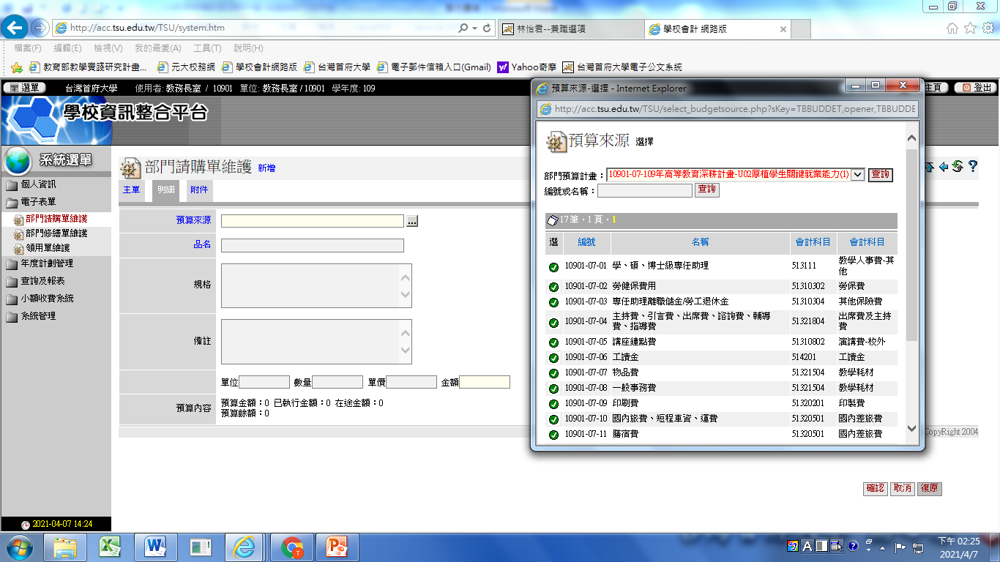 http://acc.tsu.edu.tw/TSU/system.htm
林怡君--兼職選項
學校會計 網路版
檔案(F) 編輯(E) 檢視(V) 我的最愛(A) 工具(T) 說明(H)
教育部教學實踐研究計畫... 元大校務網 學校會計網路版 台灣首府大學 電子郵件信箱入口(Gmail) Yahoo奇摩 台灣首府大學電子公文系統
選單 台灣首府大學 使用者: 教務長室 / 10901 單位: 教務長室 / 10901 學年度: 109 主頁 登出
學校資訊整合平台
系統選單
個人資訊
電子表單
部門請購單維護
部門修繕單維護
領用單維護
年度計劃管理
查詢及報表
小額收費系統
系統管理
2021-04-07 14:24
部門請購單維護 新增
主單 明細 附件
預算來源 ...
品名
規格
備註
單位 數量 單價 金額
預算內容 預算金額：0 已執行金額：0 在途金額：0
預算餘額：0
CopyRight 2004
確認 取消 復原
預算來源-選擇 - Internet Explorer
http://acc.tsu.edu.tw/TSU/select_budgetsource.php?sKey=TBBUDDET,opener,TBBUDDE
預算來源 選擇
部門預算計畫：10901-07-109年高等教育深耕計畫-U02厚植學生關鍵就業能力(1) 查詢
編號或名稱： 查詢
17 筆‧1 頁‧1
選 編號 名稱 會計科目 會計科目
10901-07-01 學、碩、博士級專任助理 513111 教學人事費-其他
10901-07-02 勞健保費用 51310302 勞保費
10901-07-03 專任助理離職儲金/勞工退休金 51310304 其他保險費
10901-07-04 主持費、引言費、出席費、諮詢費、輔導費、指導費 51321804 出席費及主持費
10901-07-05 講座鐘點費 51310802 演講費-校外
10901-07-06 工讀金 514201 工讀金
10901-07-07 物品費 51321504 教學耗材
10901-07-08 一般事務費 51321504 教學耗材
10901-07-09 印刷費 51320201 印製費
10901-07-10 國內旅費、短程車資、運費 51320501 國內差旅費
10901-07-11 膳宿費 51320501 國內差旅費
下午 02:25
2021/4/7